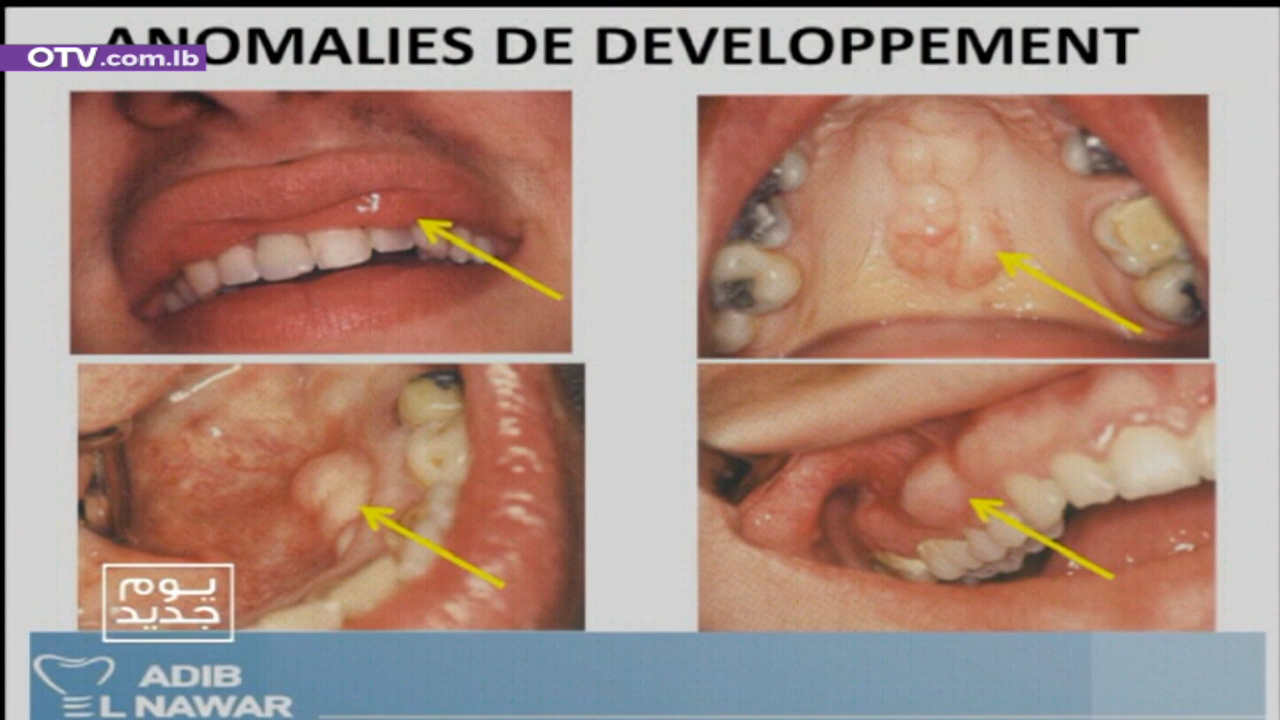 ANOMALIES DE DEVELOPPEMENT
OTV.com.lb
يوم
جديد
ADIB
EL NAWAR